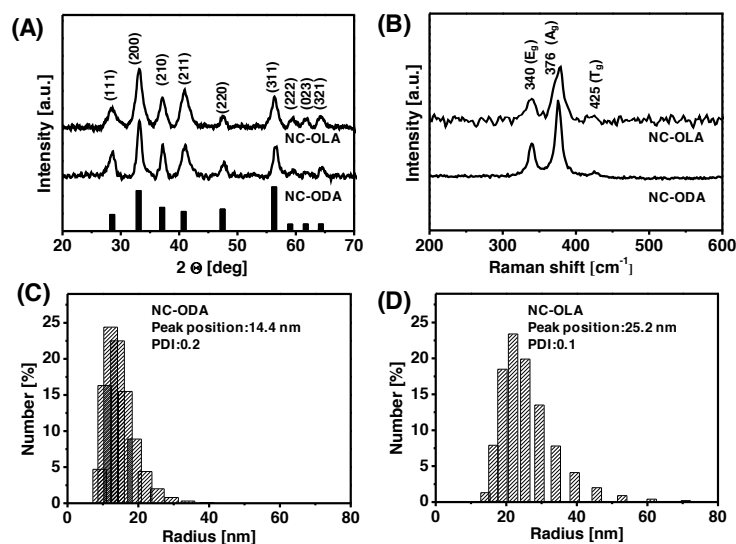 (A)
(111)
(200)
(210)
(211)
(220)
(311)
(222)
(023)
(321)
NC-OLA
NC-ODA
Intensity [a.u.]
20 30 40 50 60 70
2 Θ [deg]
(B)
340 (Eg)
376 (Ag)
425 (Tg)
NC-OLA
NC-ODA
Intensity [a.u.]
200 300 400 500 600
Raman shift [cm⁻¹]
(C)
NC-ODA
Peak position:14.4 nm
PDI:0.2
Number [%]
25
20
15
10
5
0
0 20 40 60 80
Radius [nm]
(D)
NC-OLA
Peak position:25.2 nm
PDI:0.1
Number [%]
25
20
15
10
5
0
0 20 40 60 80
Radius [nm]